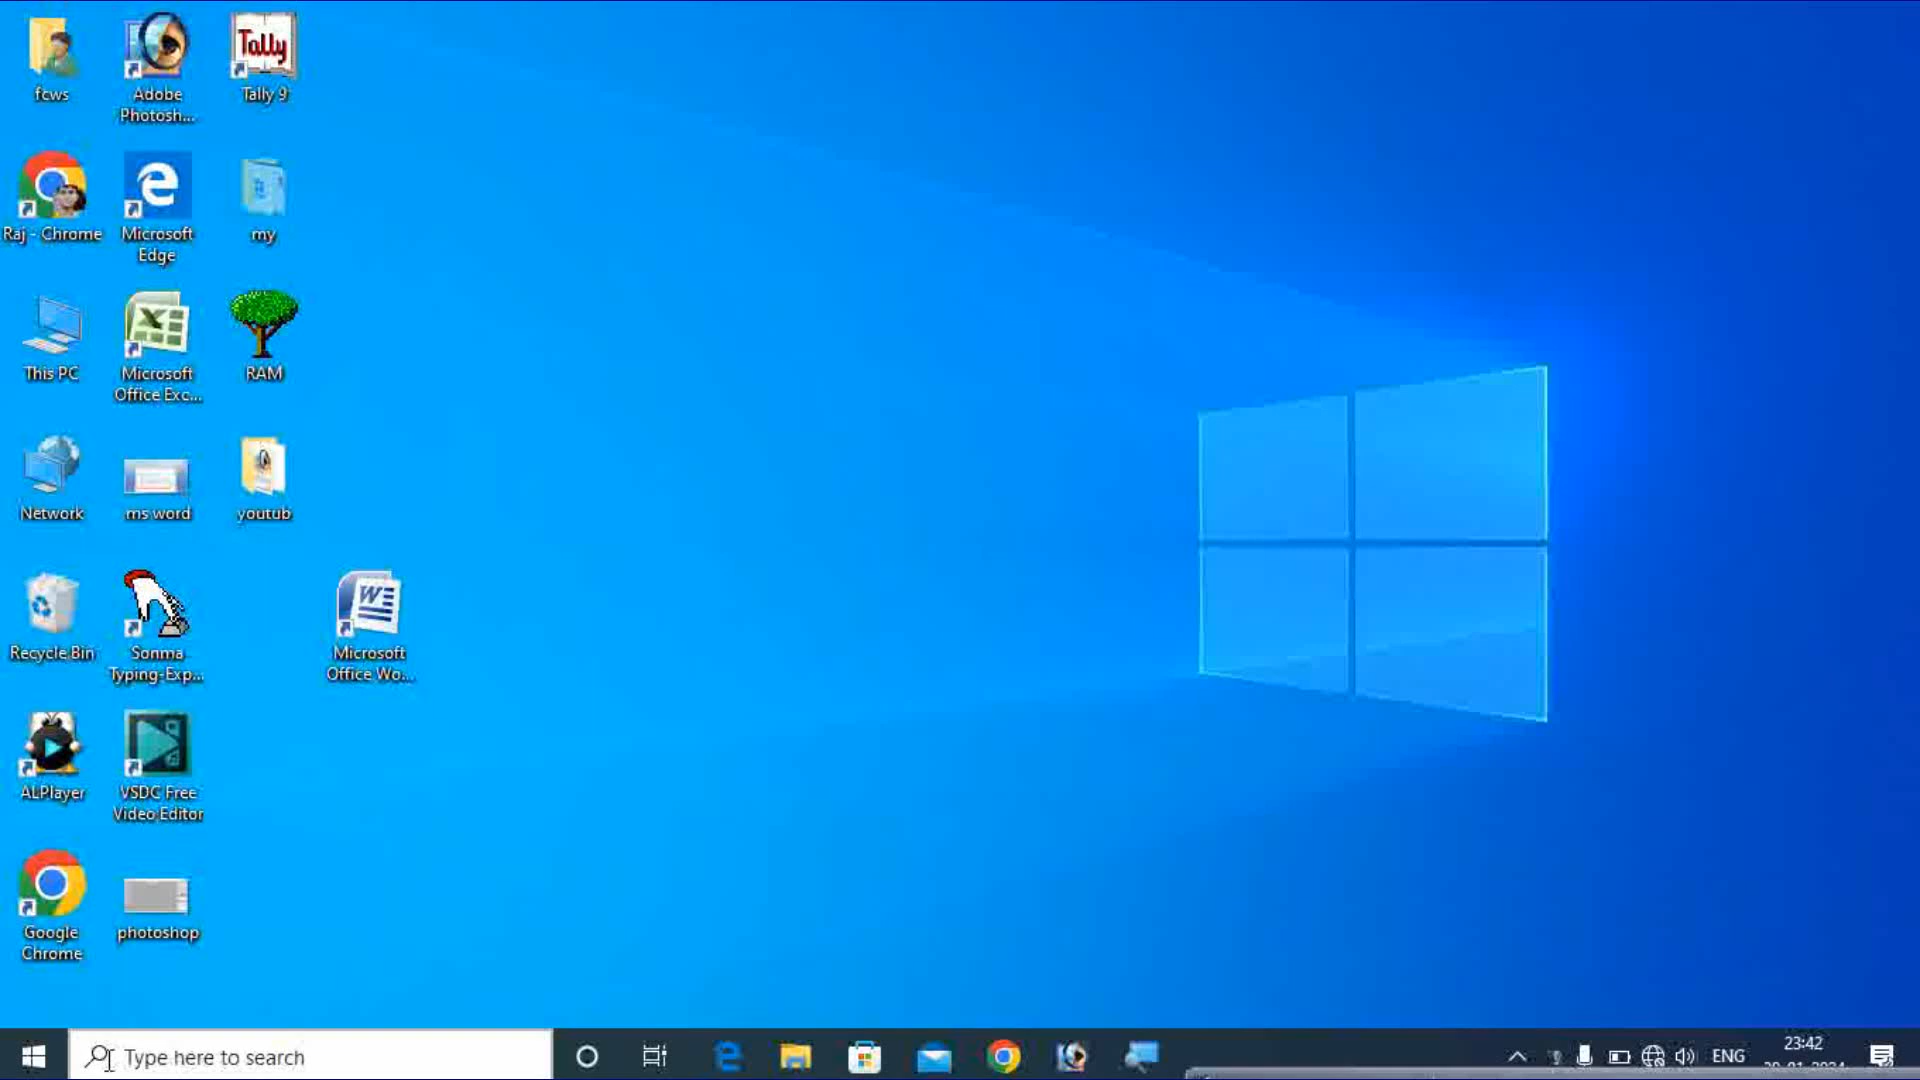 fcws
Adobe
Photosh...
Tally
Tally 9
Raj - Chrome
Microsoft
Edge
my
This PC
Microsoft
Office Exc...
RAM
Network
ms word
youtub
Recycle Bin
Sonma
Typing-Exp...
Microsoft
Office Wo...
ALPlayer
VSDC Free
Video Editor
Google
Chrome
photoshop
Type here to search
ENG
23:42